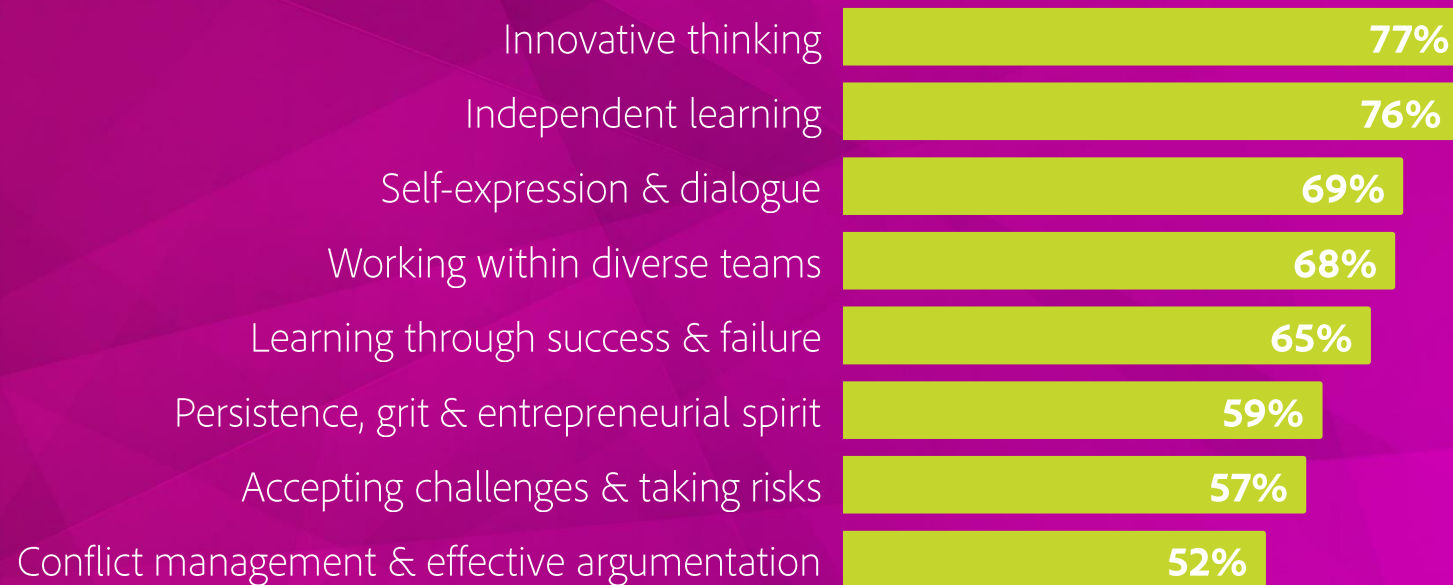 Innovative thinking 77%
Independent learning 76%
Self-expression & dialogue 69%
Working within diverse teams 68%
Learning through success & failure 65%
Persistence, grit & entrepreneurial spirit 59%
Accepting challenges & taking risks 57%
Conflict management & effective argumentation 52%